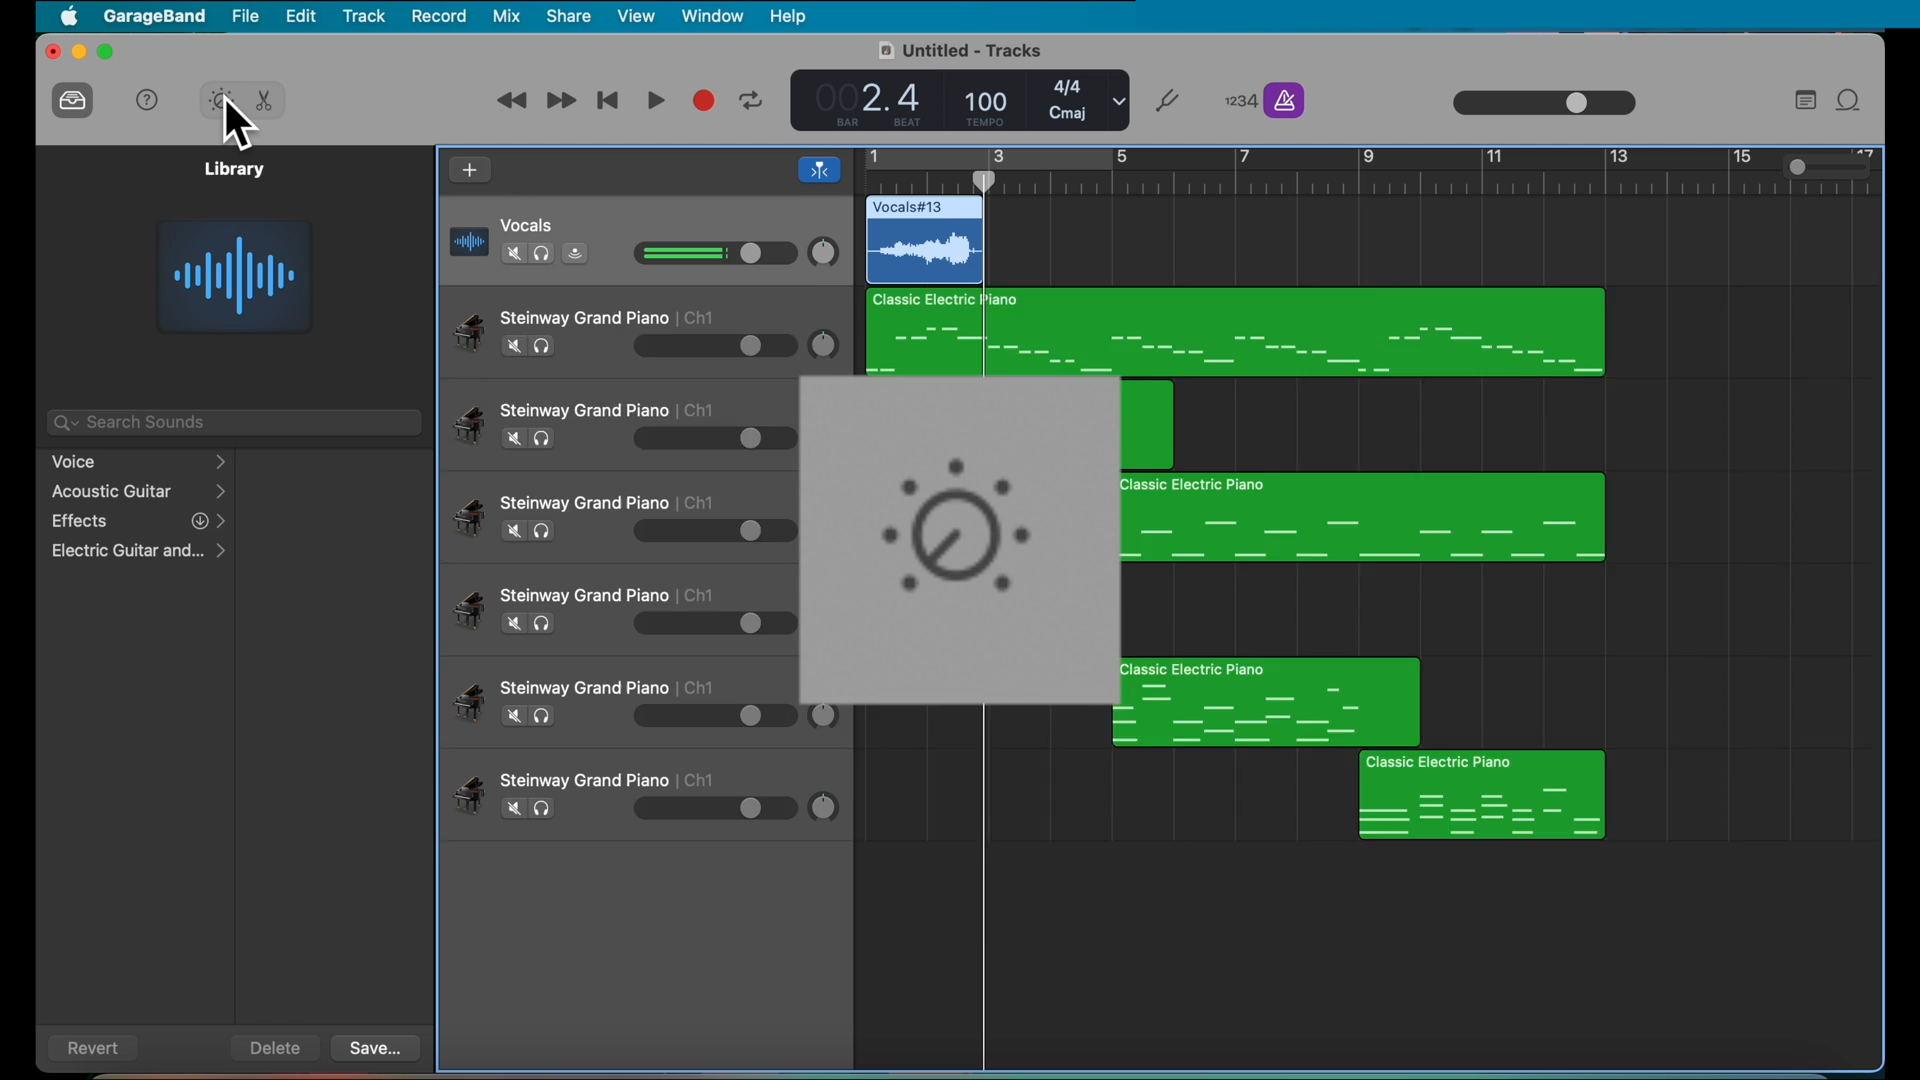 GarageBand File Edit Track Record Mix Share View Window Help
Untitled - Tracks
002.4
BAR BEAT
100
TEMPO
4/4
Cmaj
1234
Library
Search Sounds
Voice
Acoustic Guitar
Effects
Electric Guitar and...
Revert
Delete
Save...
1 3 5 7 9 11 13 15 17
Vocals
Vocals#13
Steinway Grand Piano | Ch1
Classic Electric Piano
Steinway Grand Piano | Ch1
Steinway Grand Piano | Ch1
Classic Electric Piano
Steinway Grand Piano | Ch1
Steinway Grand Piano | Ch1
Classic Electric Piano
Steinway Grand Piano | Ch1
Classic Electric Piano